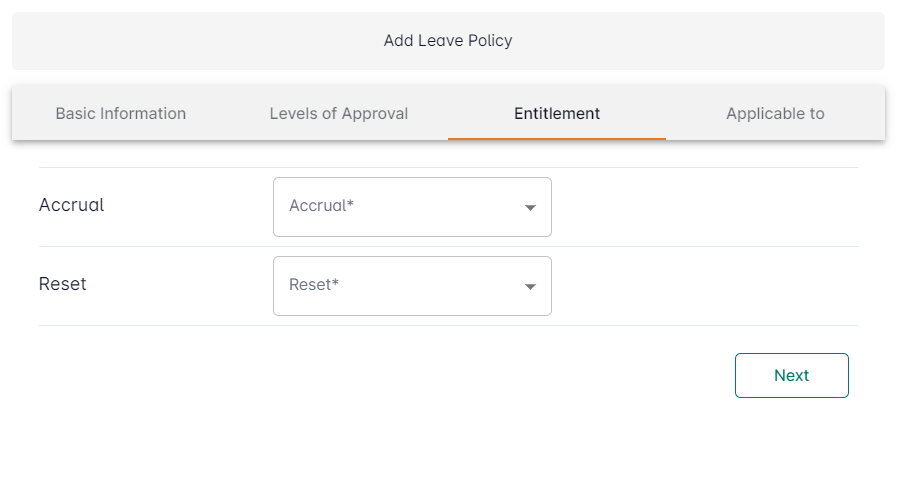 Add Leave Policy
Basic Information Levels of Approval Entitlement Applicable to
Accrual Accrual*
Reset Reset*
Next